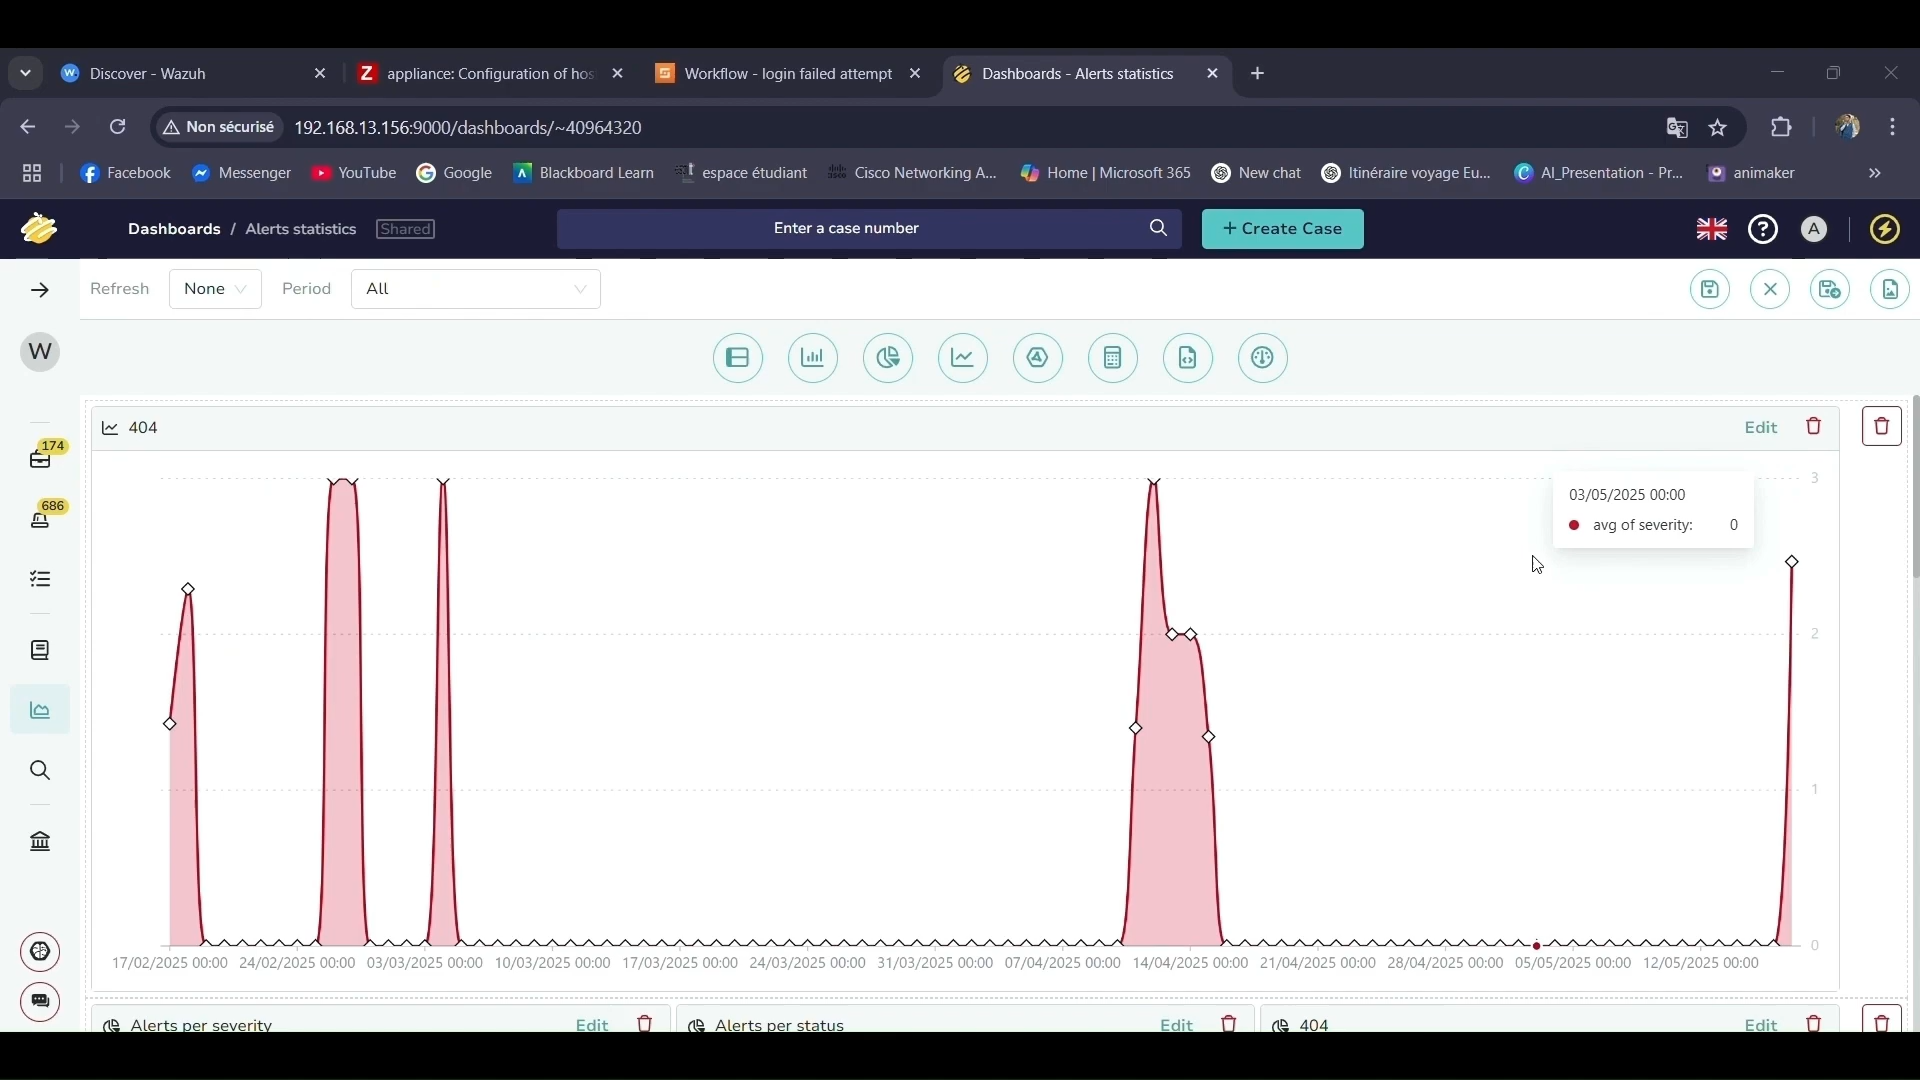 Discover - Wazuh
Z appliance: Configuration of hos
Workflow - login failed attempt
Dashboards - Alerts statistics
Non sécurisé
192.168.13.156:9000/dashboards/~40964320
Facebook
Messenger
YouTube
Google
Blackboard Learn
espace étudiant
Cisco Networking A...
Home | Microsoft 365
New chat
Itinéraire voyage Eu...
AI_Presentation - Pr...
animaker
Dashboards / Alerts statistics
Shared
Enter a case number
+ Create Case
A
Refresh
None
Period
All
W
174
686
404
Edit
3
2
1
0
03/05/2025 00:00
avg of severity: 0
17/02/2025 00:00 24/02/2025 00:00 03/03/2025 00:00 10/03/2025 00:00 17/03/2025 00:00 24/03/2025 00:00 31/03/2025 00:00 07/04/2025 00:00 14/04/2025 00:00 21/04/2025 00:00 28/04/2025 00:00 05/05/2025 00:00 12/05/2025 00:00
Alerts per severity
Edit
Alerts per status
Edit
404
Edit